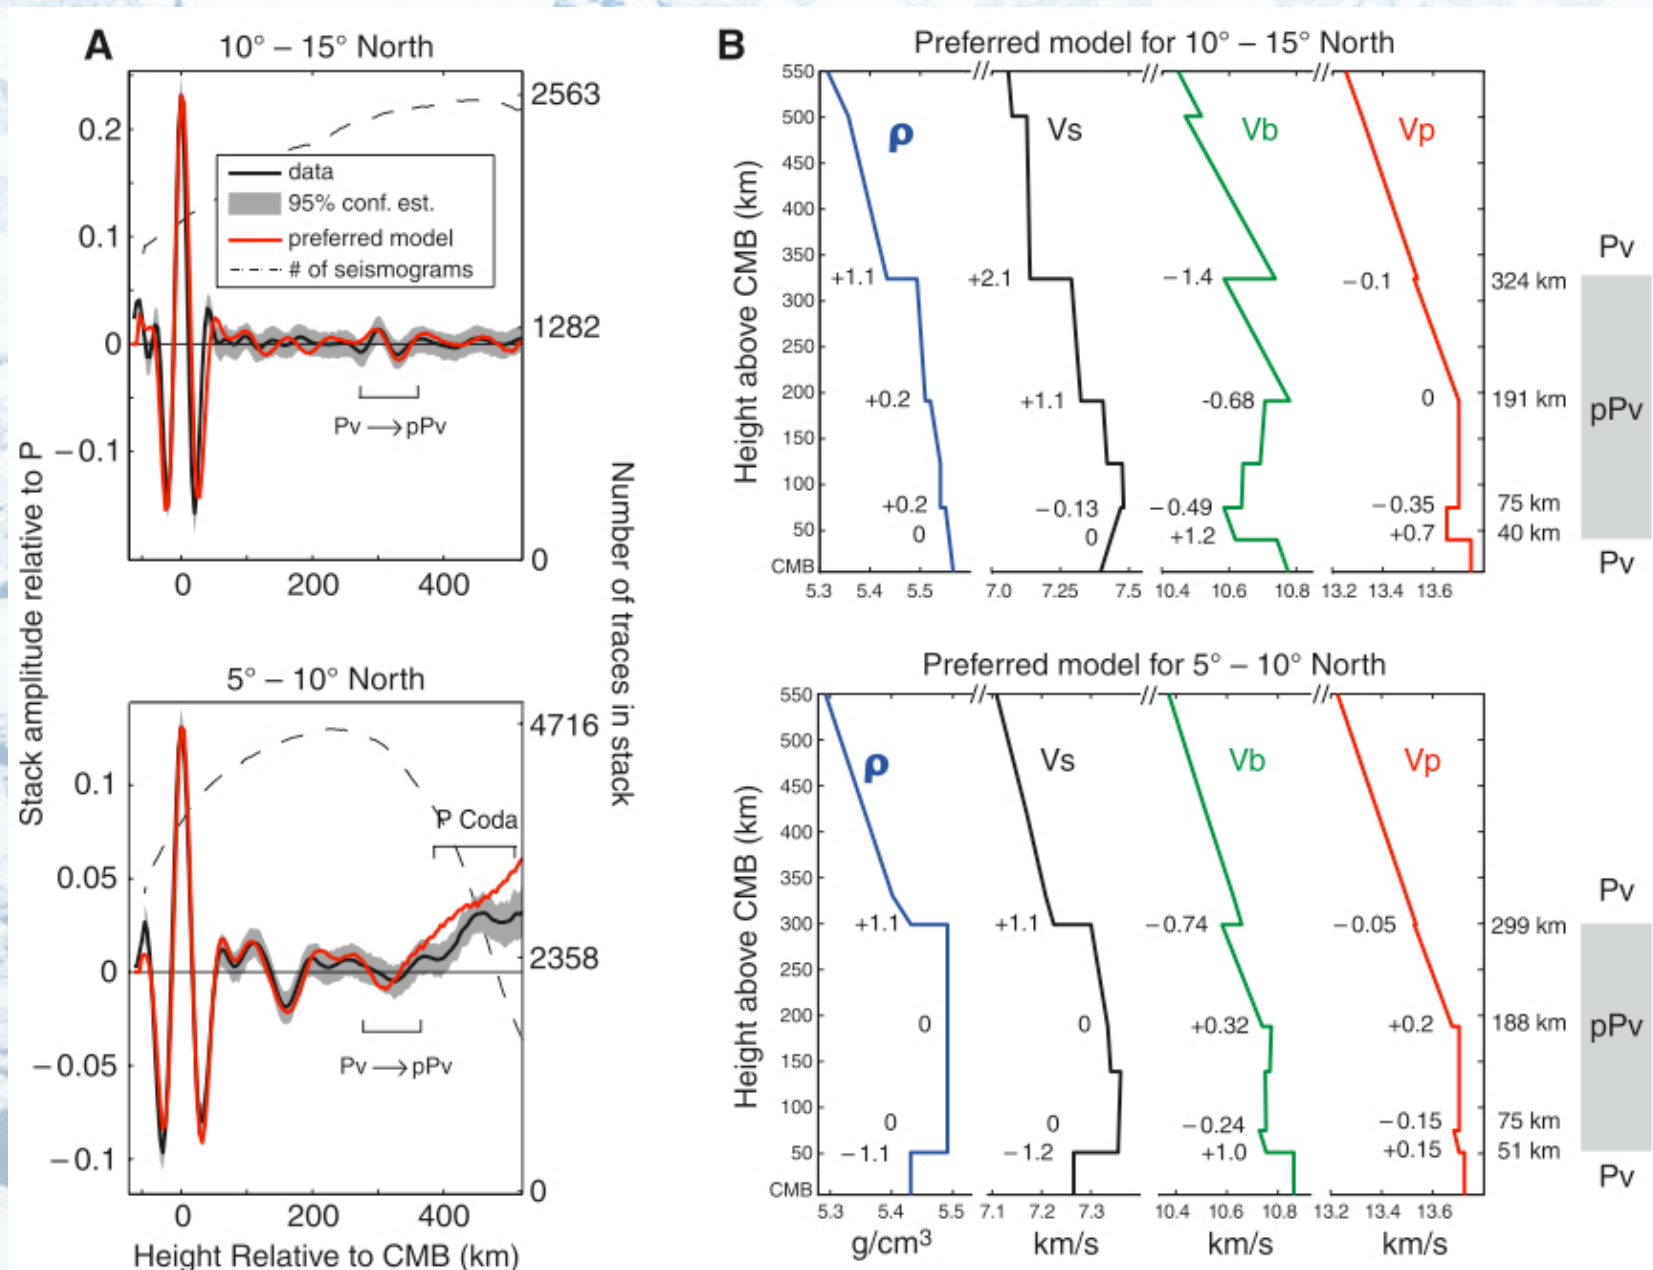 A
10° – 15° North
2563
0.2
data
95% conf. est.
preferred model
# of seismograms
0.1
1282
0
Pv → pPv
−0.1
0
0
200
400
Stack amplitude relative to P
Number of traces in stack
5° – 10° North
4716
0.1
P Coda
0.05
2358
0
Pv → pPv
−0.05
−0.1
0
0
200
400
Height Relative to CMB (km)
B
Preferred model for 10° – 15° North
550
500
450
400
350
300
250
200
150
100
50
CMB
Height above CMB (km)
ρ
Vs
Vb
Vp
+1.1
+2.1
−1.4
−0.1
324 km
+0.2
+1.1
-0.68
0
191 km
+0.2
−0.13
−0.49
−0.35
75 km
0
0
+1.2
+0.7
40 km
Pv
pPv
Pv
5.3
5.4
5.5
7.0
7.25
7.5
10.4
10.6
10.8
13.2
13.4
13.6
Preferred model for 5° – 10° North
550
500
450
400
350
300
250
200
150
100
50
CMB
Height above CMB (km)
ρ
Vs
Vb
Vp
+1.1
+1.1
−0.74
−0.05
299 km
0
0
+0.32
+0.2
188 km
0
0
−0.24
−0.15
75 km
−1.1
−1.2
+1.0
+0.15
51 km
Pv
pPv
Pv
5.3
5.4
5.5
7.1
7.2
7.3
10.4
10.6
10.8
13.2
13.4
13.6
g/cm³
km/s
km/s
km/s